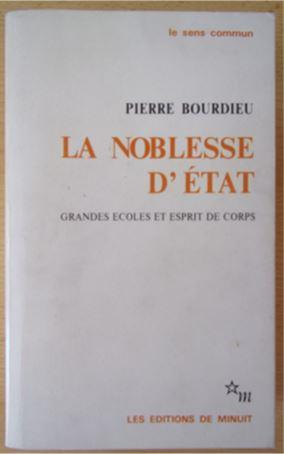 le sens commun
PIERRE BOURDIEU
LA NOBLESSE
D'ÉTAT
GRANDES ECOLES ET ESPRIT DE CORPS
m
LES EDITIONS DE MINUIT